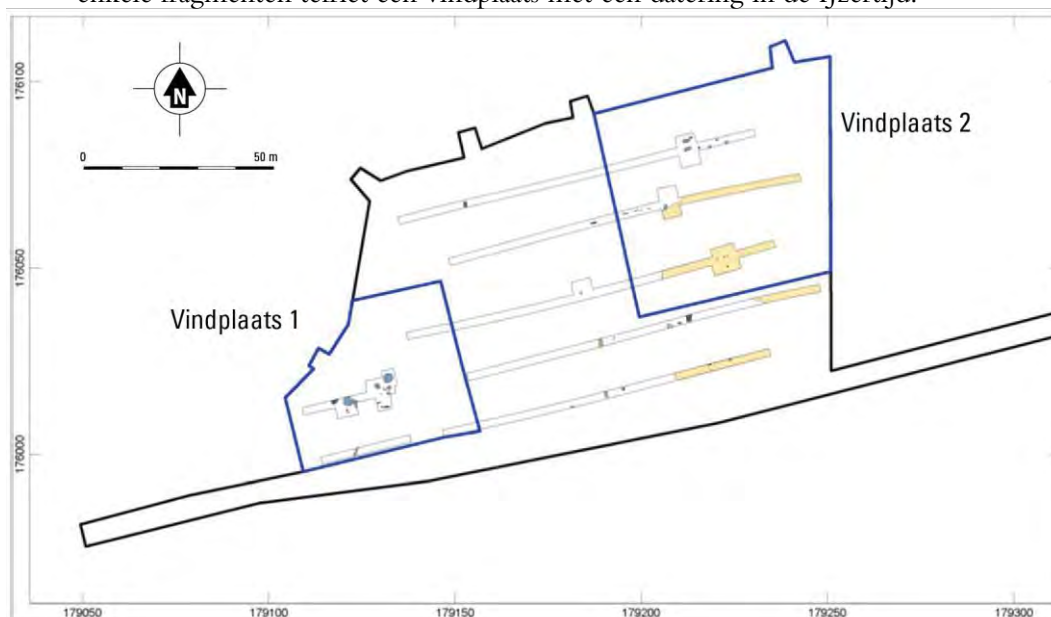 enkele fragmenten tefriet een vindplaats met een datering in de Ijzertijd.
176100
N
Vindplaats 2
0 50 m
176050
Vindplaats 1
176000
179050 179100 179150 179200 179250 179300